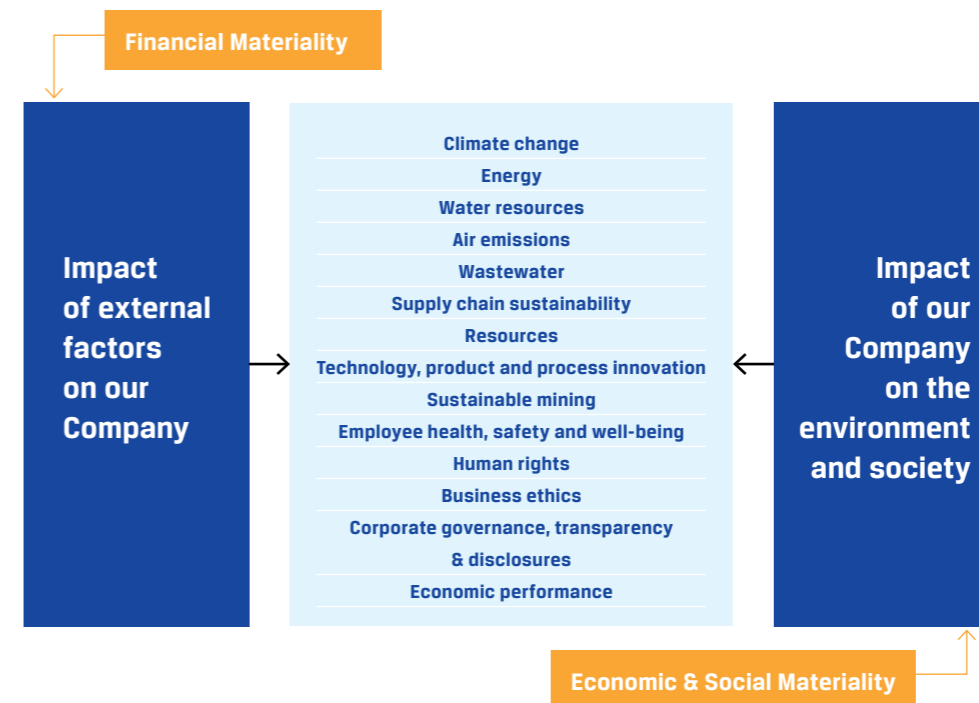 Financial Materiality
Impact
of external
factors
on our
Company
Climate change
Energy
Water resources
Air emissions
Wastewater
Supply chain sustainability
Resources
Technology, product and process innovation
Sustainable mining
Employee health, safety and well-being
Human rights
Business ethics
Corporate governance, transparency
& disclosures
Economic performance
Impact
of our
Company
on the
environment
and society
Economic & Social Materiality